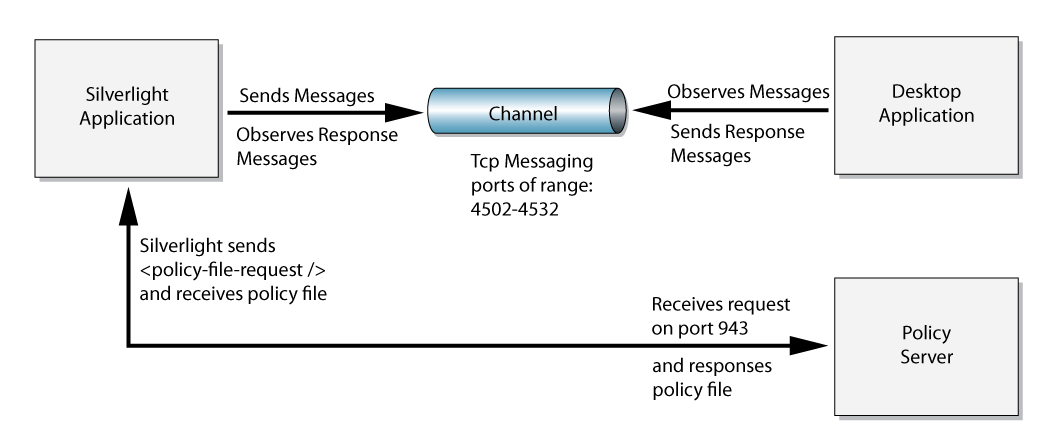 Silverlight
Application
Sends Messages
Observes Response
Messages
Channel
Tcp Messaging
ports of range:
4502-4532
Observes Messages
Sends Response
Messages
Desktop
Application
Silverlight sends
<policy-file-request />
and receives policy file
Receives request
on port 943
and responses
policy file
Policy
Server